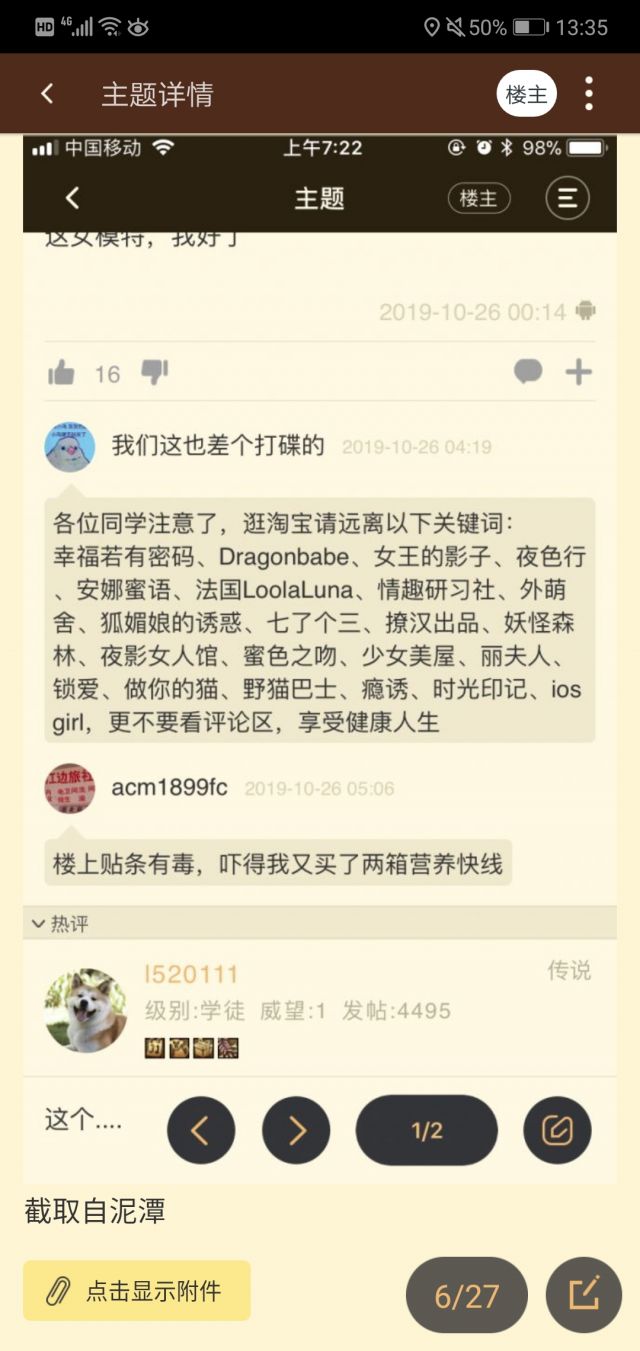 HD 4G 50% 13:35
主题详情 楼主
中国移动 上午7:22 98%
主题 楼主
这女模特，我好了
2019-10-26 00:14
16
我们这也差个打碟的 2019-10-26 04:19
各位同学注意了，逛淘宝请远离以下关键词：
幸福若有密码、Dragonbabe、女王的影子、夜色行
、安娜蜜语、法国LoolaLuna、情趣研习社、外萌
舍、狐媚娘的诱惑、七了个三、撩汉出品、妖怪森
林、夜影女人馆、蜜色之吻、少女美屋、丽夫人、
锁爱、做你的猫、野猫巴士、瘾诱、时光印记、ios
girl，更不要看评论区，享受健康人生
acm1899fc 2019-10-26 05:06
楼上贴条有毒，吓得我又买了两箱营养快线
热评
l520111 传说
级别:学徒 威望:1 发帖:4495
这个....
1/2
截取自泥潭
点击显示附件
6/27